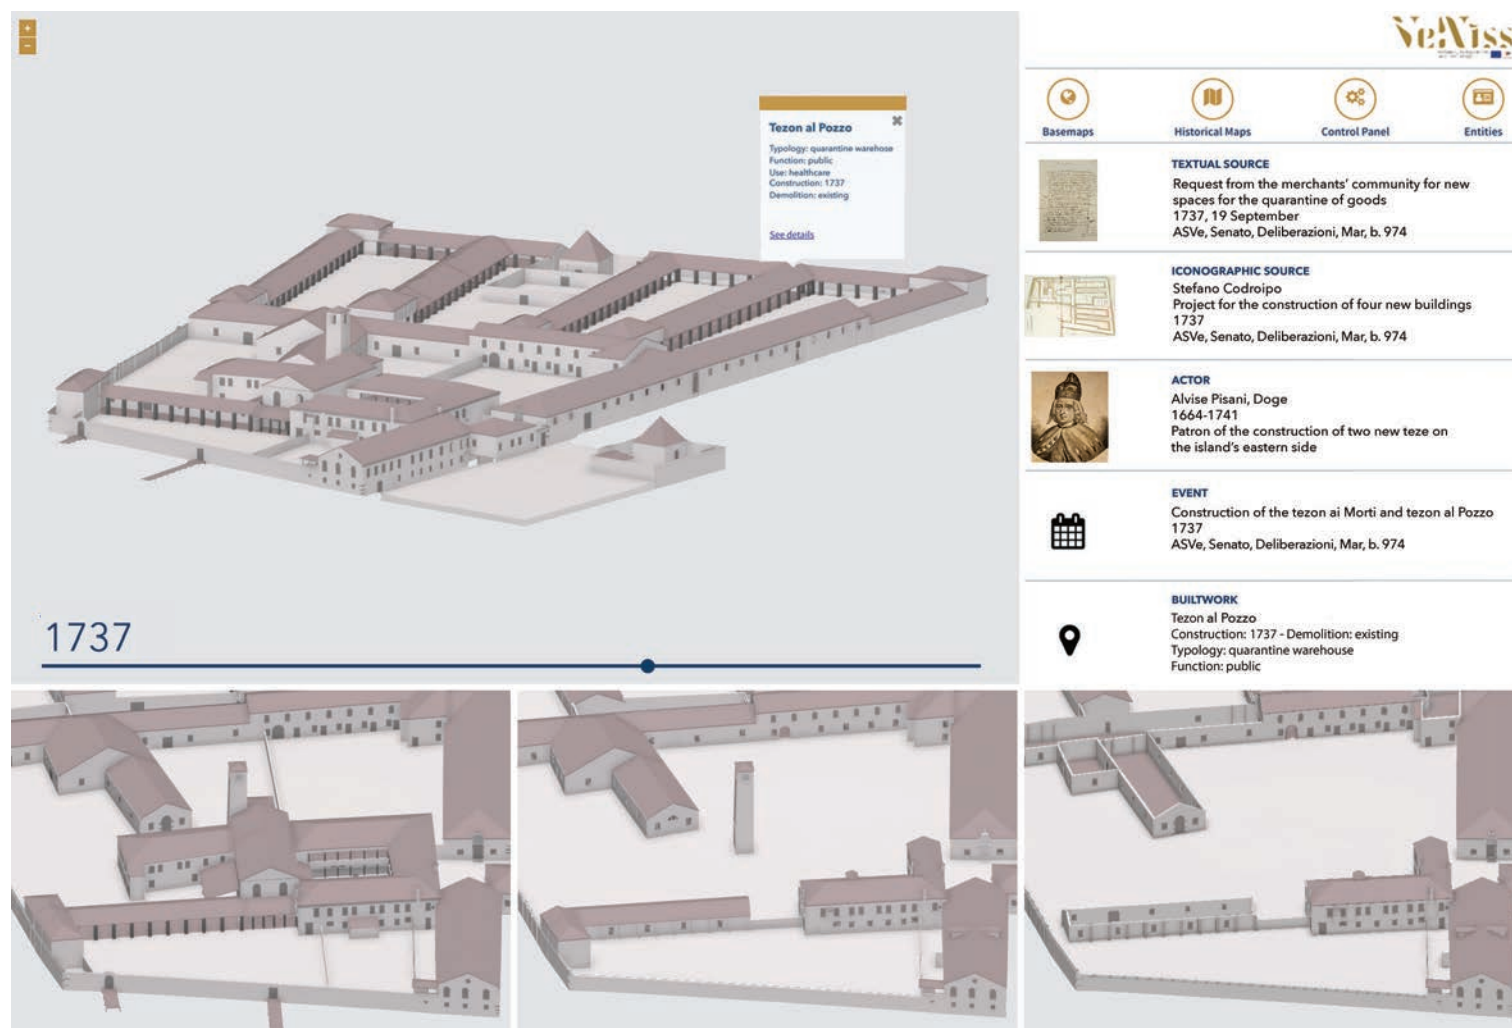 +
−
Tezon al Pozzo
Typology: quarantine warehose
Function: public
Use: healthcare
Construction: 1737
Demolition: existing
See details
1737
VeNiss
Basemaps
Historical Maps
Control Panel
Entities
TEXTUAL SOURCE
Request from the merchants' community for new
spaces for the quarantine of goods
1737, 19 September
ASVe, Senato, Deliberazioni, Mar, b. 974
ICONOGRAPHIC SOURCE
Stefano Codroipo
Project for the construction of four new buildings
1737
ASVe, Senato, Deliberazioni, Mar, b. 974
ACTOR
Alvise Pisani, Doge
1664-1741
Patron of the construction of two new teze on
the island's eastern side
EVENT
Construction of the tezon ai Morti and tezon al Pozzo
1737
ASVe, Senato, Deliberazioni, Mar, b. 974
BUILTWORK
Tezon al Pozzo
Construction: 1737 - Demolition: existing
Typology: quarantine warehouse
Function: public